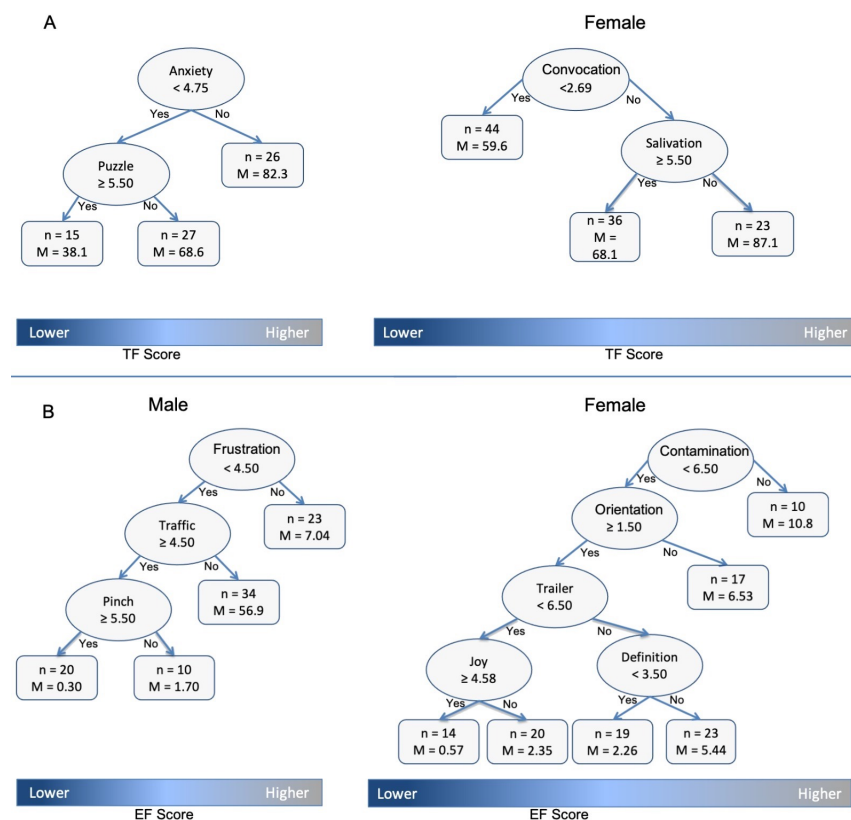 A
Female
Anxiety
< 4.75
Yes
No
Puzzle
≥ 5.50
n = 26
M = 82.3
Yes
No
n = 15
M = 38.1
n = 27
M = 68.6
Convocation
<2.69
Yes
No
n = 44
M = 59.6
Salivation
≥ 5.50
Yes
No
n = 36
M =
68.1
n = 23
M = 87.1
Lower
Higher
TF Score
Lower
Higher
TF Score
B
Male
Female
Frustration
< 4.50
Yes
No
Traffic
≥ 4.50
n = 23
M = 7.04
Yes
No
Pinch
≥ 5.50
n = 34
M = 56.9
Yes
No
n = 20
M = 0.30
n = 10
M = 1.70
Contamination
< 6.50
Yes
No
Orientation
≥ 1.50
n = 10
M = 10.8
Yes
No
Trailer
< 6.50
n = 17
M = 6.53
Yes
No
Joy
≥ 4.58
Definition
< 3.50
Yes
No
Yes
No
n = 14
M = 0.57
n = 20
M = 2.35
n = 19
M = 2.26
n = 23
M = 5.44
Lower
Higher
EF Score
Lower
Higher
EF Score